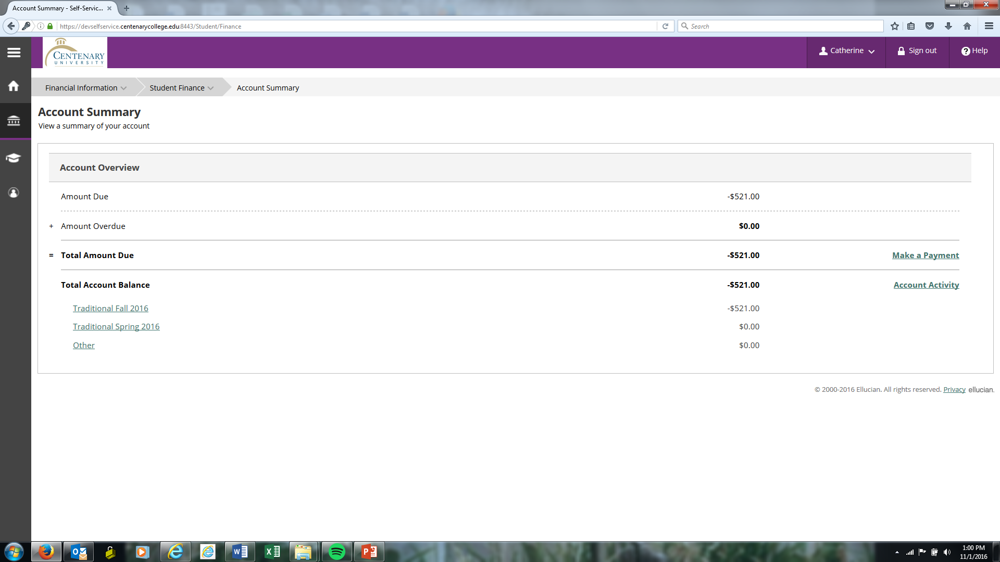 Account Summary - Self-Servic...
https://devselfservice.centenarycollege.edu:8443/Student/Finance
Search
CENTENARY
UNIVERSITY
Catherine
Sign out
Help
Financial Information
Student Finance
Account Summary
Account Summary
View a summary of your account
Account Overview
Amount Due -$521.00
+ Amount Overdue $0.00
= Total Amount Due -$521.00 Make a Payment
Total Account Balance -$521.00 Account Activity
Traditional Fall 2016 -$521.00
Traditional Spring 2016 $0.00
Other $0.00
© 2000-2016 Ellucian. All rights reserved. Privacy ellucian.
1:00 PM
11/1/2016